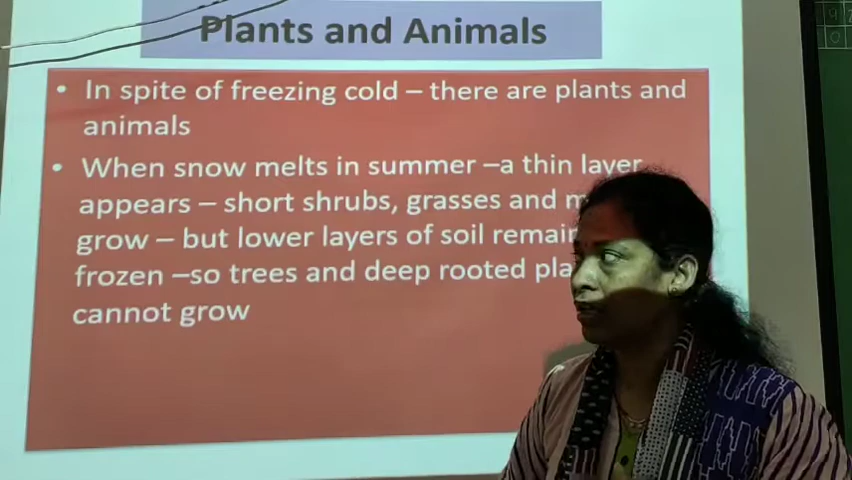 Plants and Animals
• In spite of freezing cold – there are plants and
animals
• When snow melts in summer –a thin layer
appears – short shrubs, grasses and
grow – but lower layers of soil remain
frozen –so trees and deep rooted
cannot grow